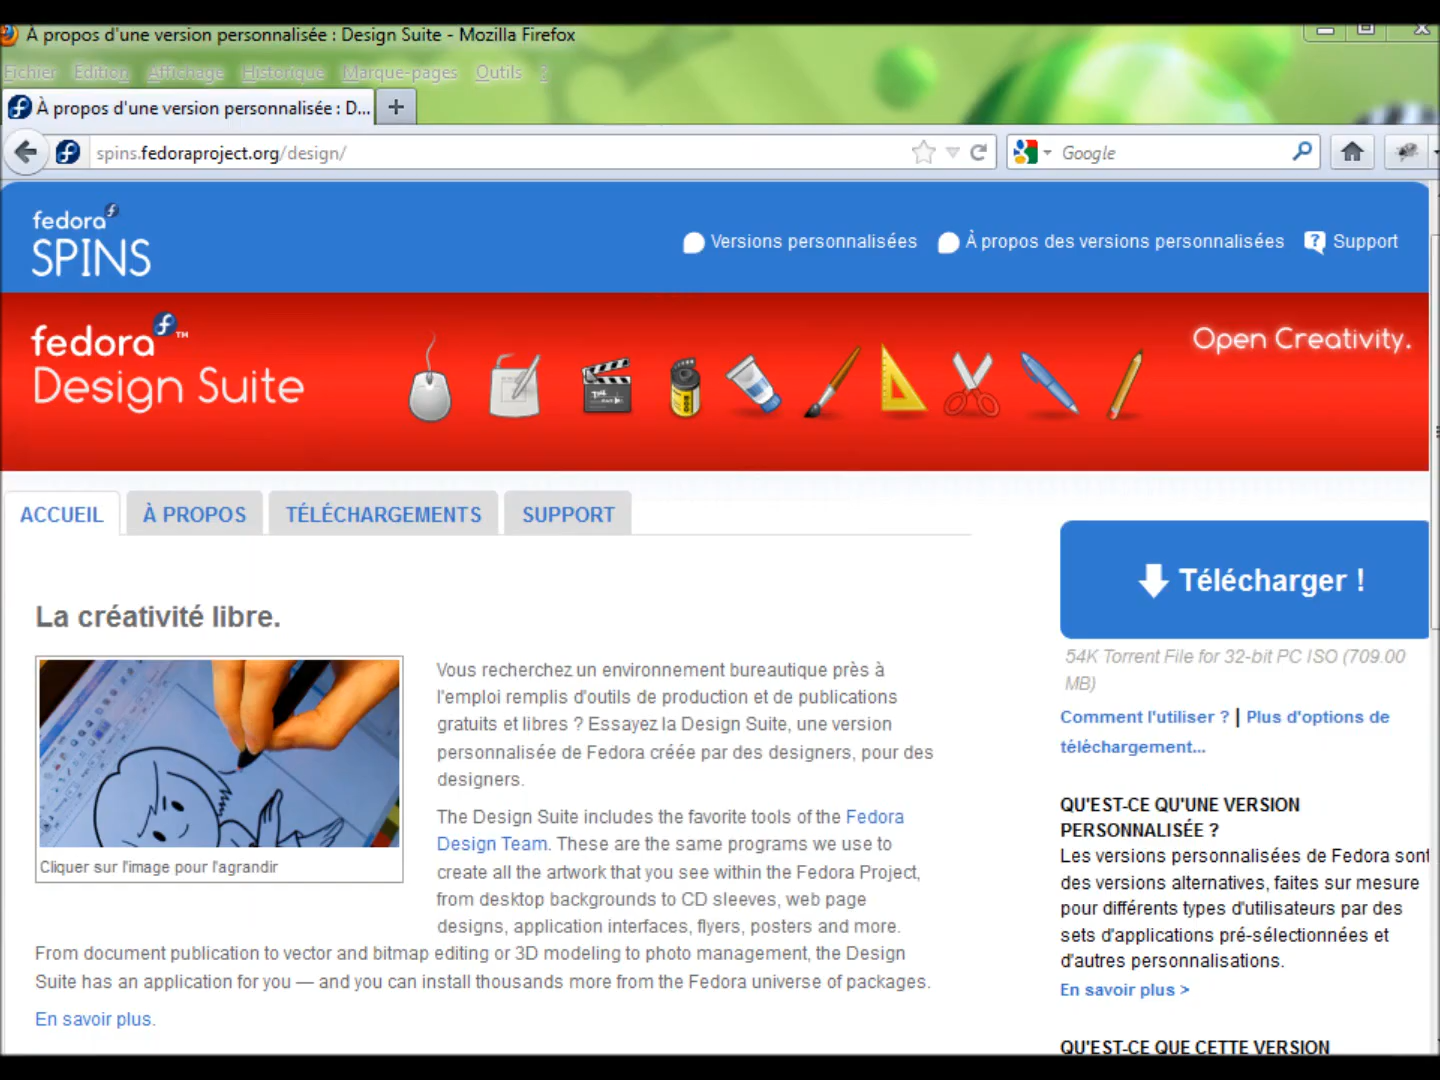 À propos d'une version personnalisée : Design Suite - Mozilla Firefox
Fichier Edition Affichage Historique Marque-pages Outils ?
À propos d'une version personnalisée : D...
spins.fedoraproject.org/design/
Google
fedora
SPINS
Versions personnalisées
À propos des versions personnalisées
Support
fedora™
Design Suite
Open Creativity.
ACCUEIL
À PROPOS
TÉLÉCHARGEMENTS
SUPPORT
La créativité libre.
Cliquer sur l'image pour l'agrandir
Vous recherchez un environnement bureautique près à
l'emploi remplis d'outils de production et de publications
gratuits et libres ? Essayez la Design Suite, une version
personnalisée de Fedora créée par des designers, pour des
designers.
The Design Suite includes the favorite tools of the Fedora
Design Team. These are the same programs we use to
create all the artwork that you see within the Fedora Project,
from desktop backgrounds to CD sleeves, web page
designs, application interfaces, flyers, posters and more.
From document publication to vector and bitmap editing or 3D modeling to photo management, the Design
Suite has an application for you — and you can install thousands more from the Fedora universe of packages.
En savoir plus.
Télécharger !
54K Torrent File for 32-bit PC ISO (709.00
MB)
Comment l'utiliser ? | Plus d'options de
téléchargement...
QU'EST-CE QU'UNE VERSION
PERSONNALISÉE ?
Les versions personnalisées de Fedora sont
des versions alternatives, faites sur mesure
pour différents types d'utilisateurs par des
sets d'applications pré-sélectionnées et
d'autres personnalisations.
En savoir plus >
QU'EST-CE QUE CETTE VERSION